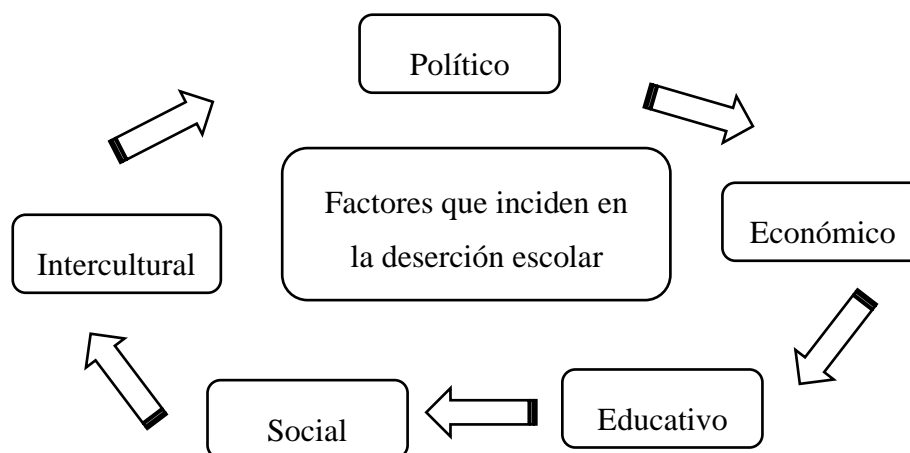 Político
Factores que inciden en
la deserción escolar
Económico
Intercultural
Educativo
Social